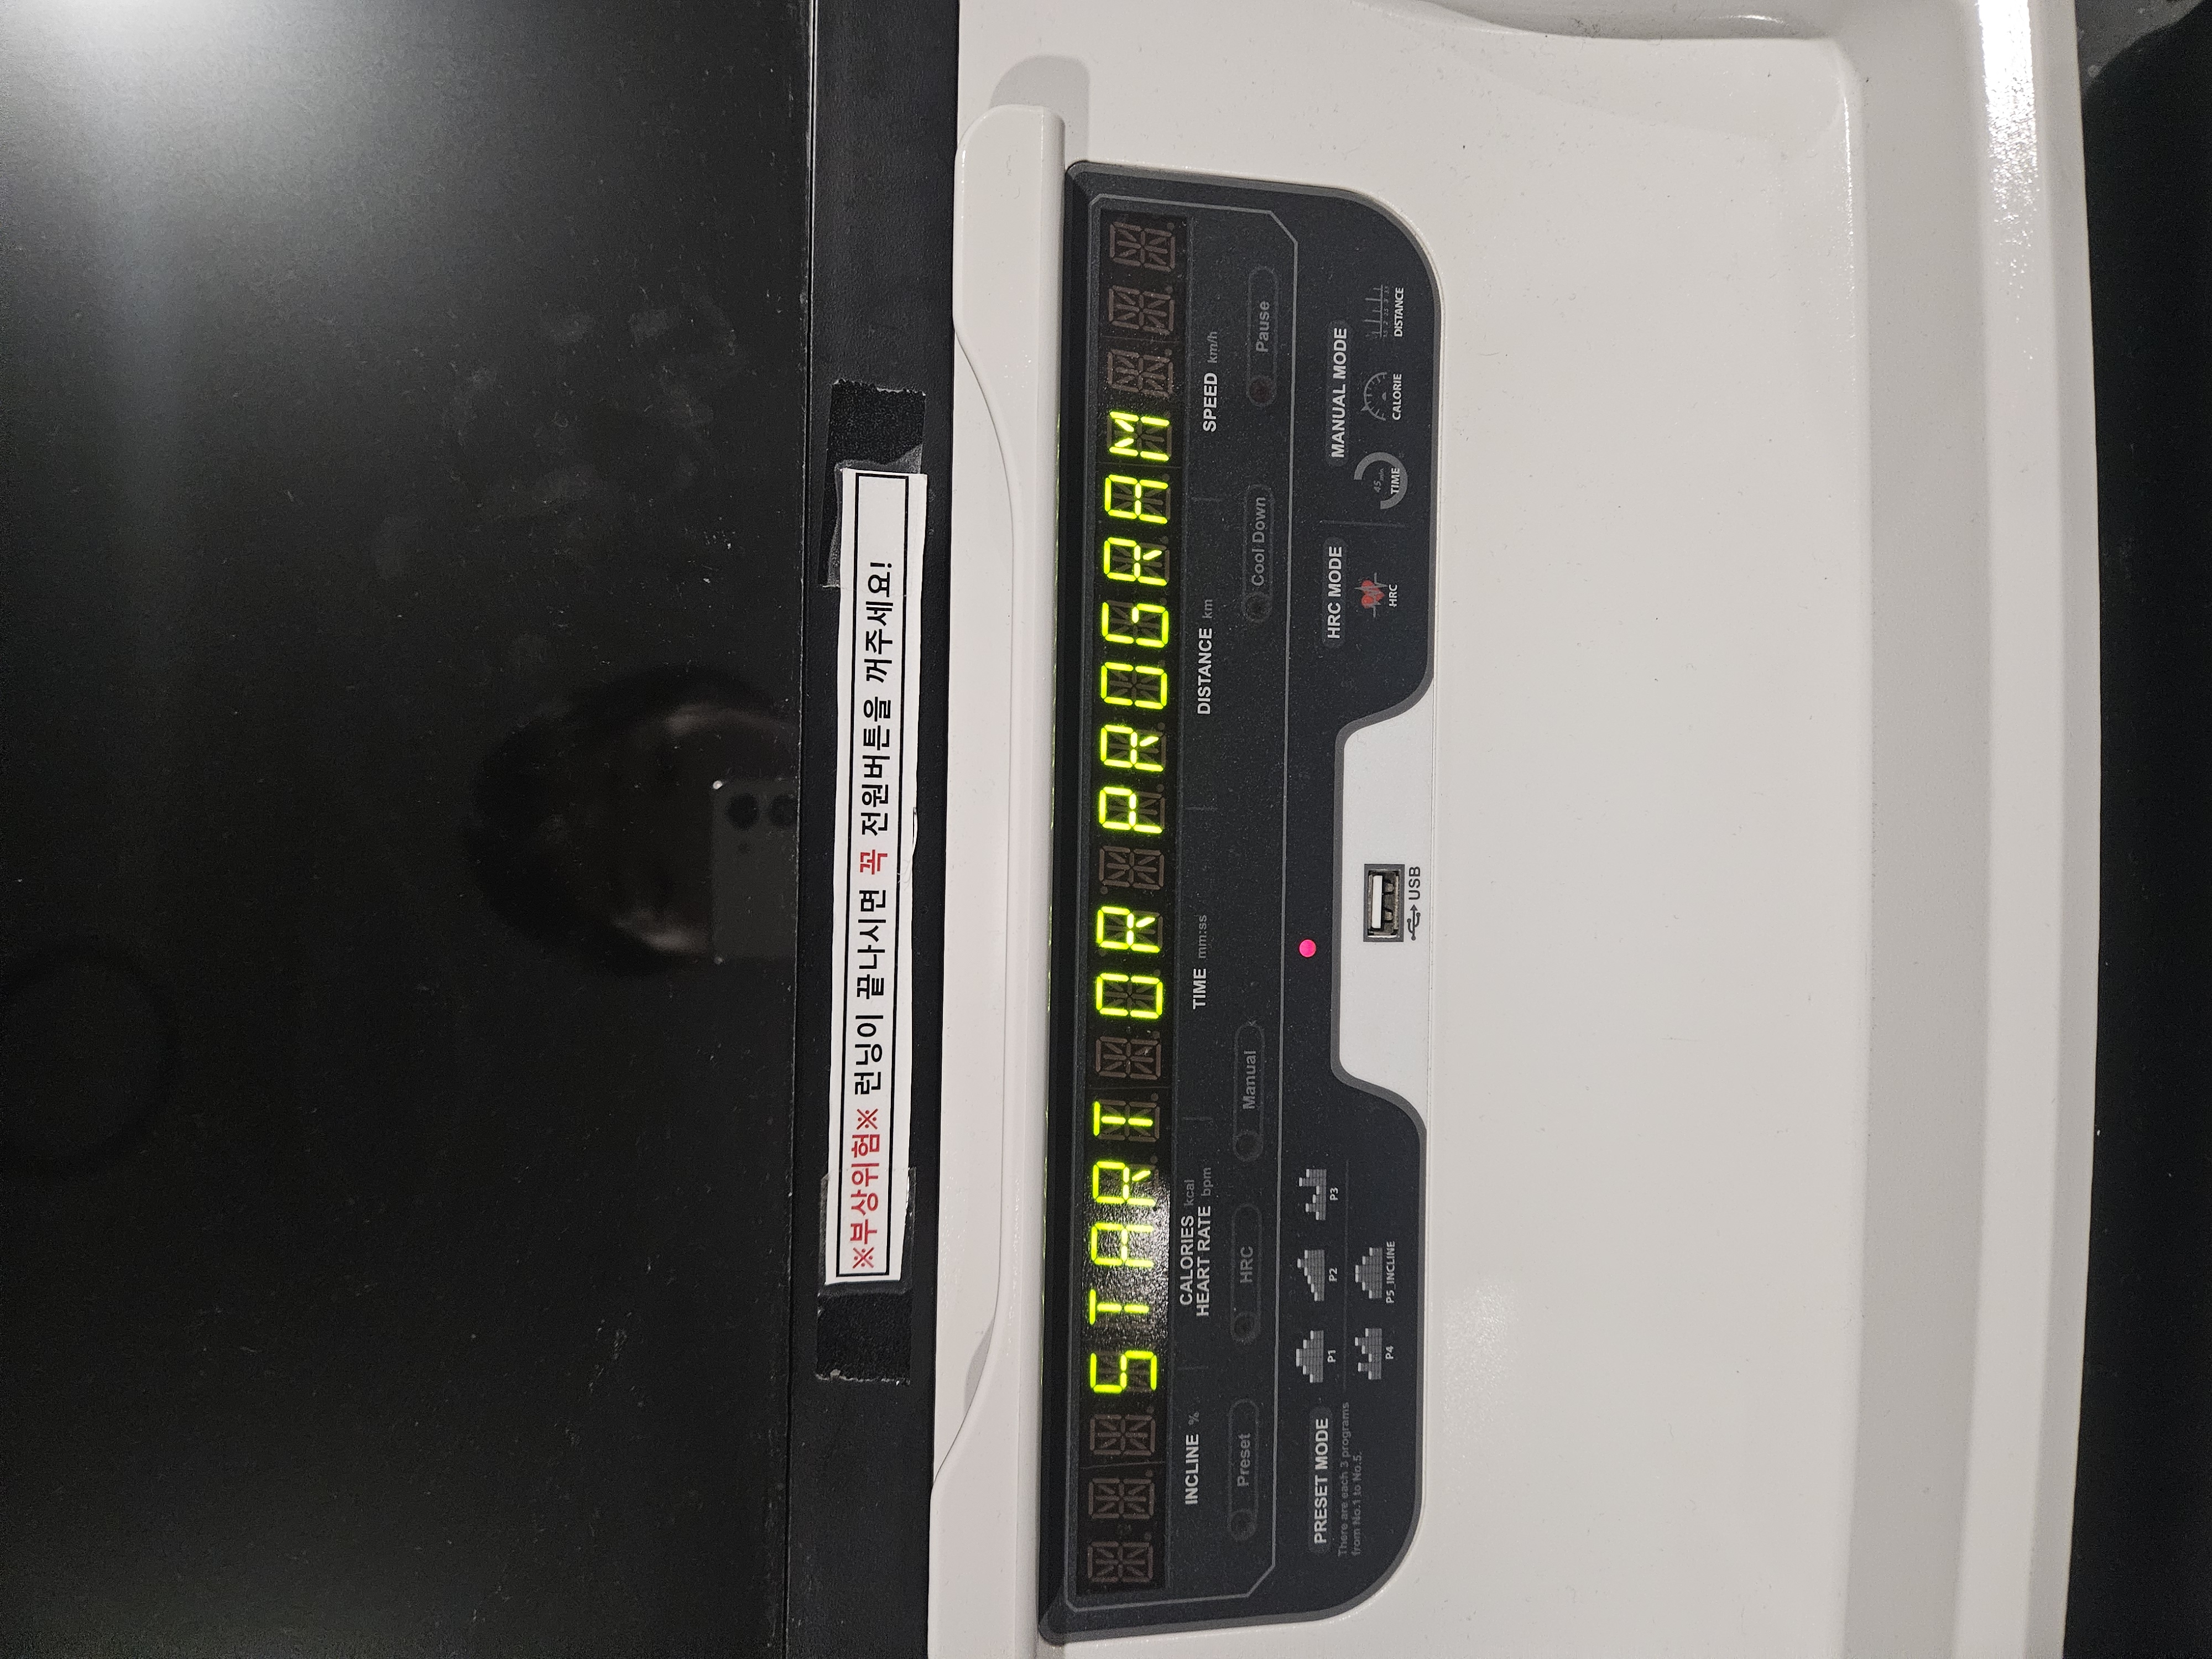 ※부상위험※ 런닝이 끝나시면 꼭 전원버튼을 꺼주세요!
START OR PROGRAM
INCLINE %
CALORIES kcal
HEART RATE bpm
TIME mm:ss
DISTANCE km
SPEED km/h
Preset
HRC
Manual
Cool Down
Pause
PRESET MODE
There are each 3 programs
from No.1 to No.5.
P1
P2
P3
P4
P5_INCLINE
USB
HRC MODE
HRC
MANUAL MODE
45 min
TIME
CALORIE
DISTANCE